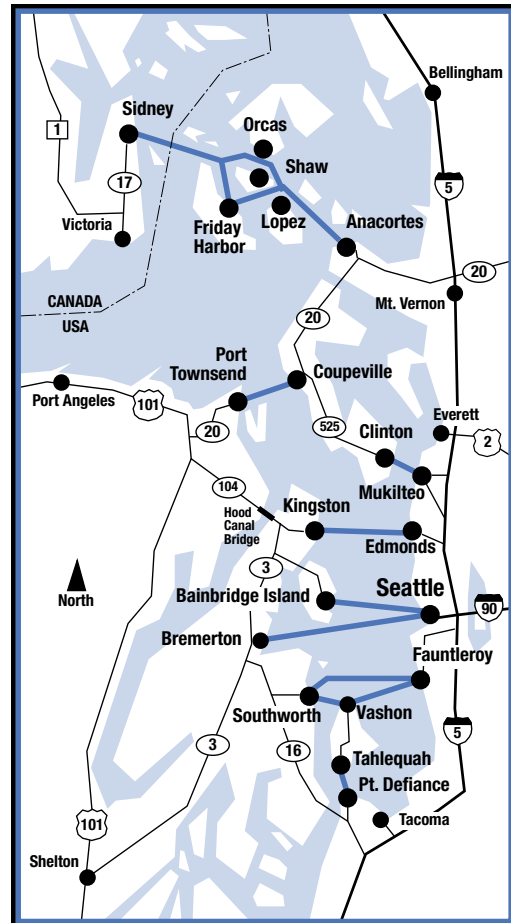 Bellingham
Sidney
Orcas
1
Shaw
17
5
Victoria
Friday
Harbor
Lopez
Anacortes
20
CANADA
USA
Mt. Vernon
20
Port
Townsend
Coupeville
Port Angeles
101
20
525
Everett
2
Clinton
Mukilteo
104
Hood
Canal
Bridge
Kingston
Edmonds
3
North
Bainbridge Island
Seattle
90
Bremerton
Fauntleroy
Southworth
Vashon
5
3
16
Tahlequah
Pt. Defiance
101
Tacoma
Shelton